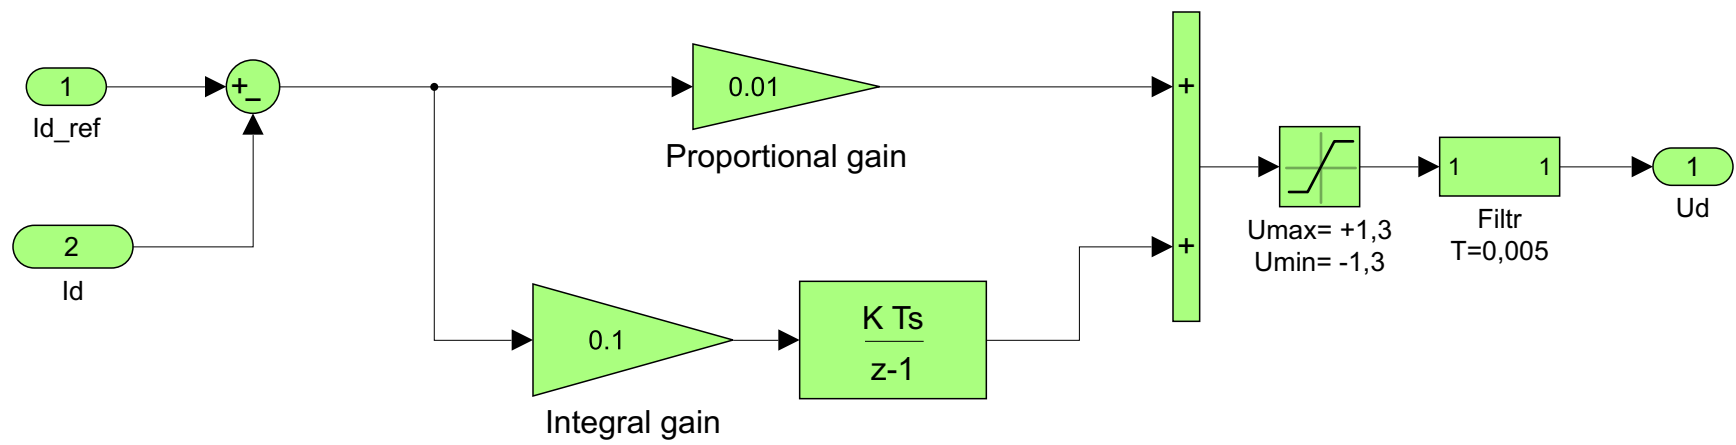 1
Id_ref
+
−
2
Id
0.01
Proportional gain
0.1
Integral gain
K Ts
z-1
+
+
Umax= +1,3
Umin= -1,3
1 1
Filtr
T=0,005
1
Ud